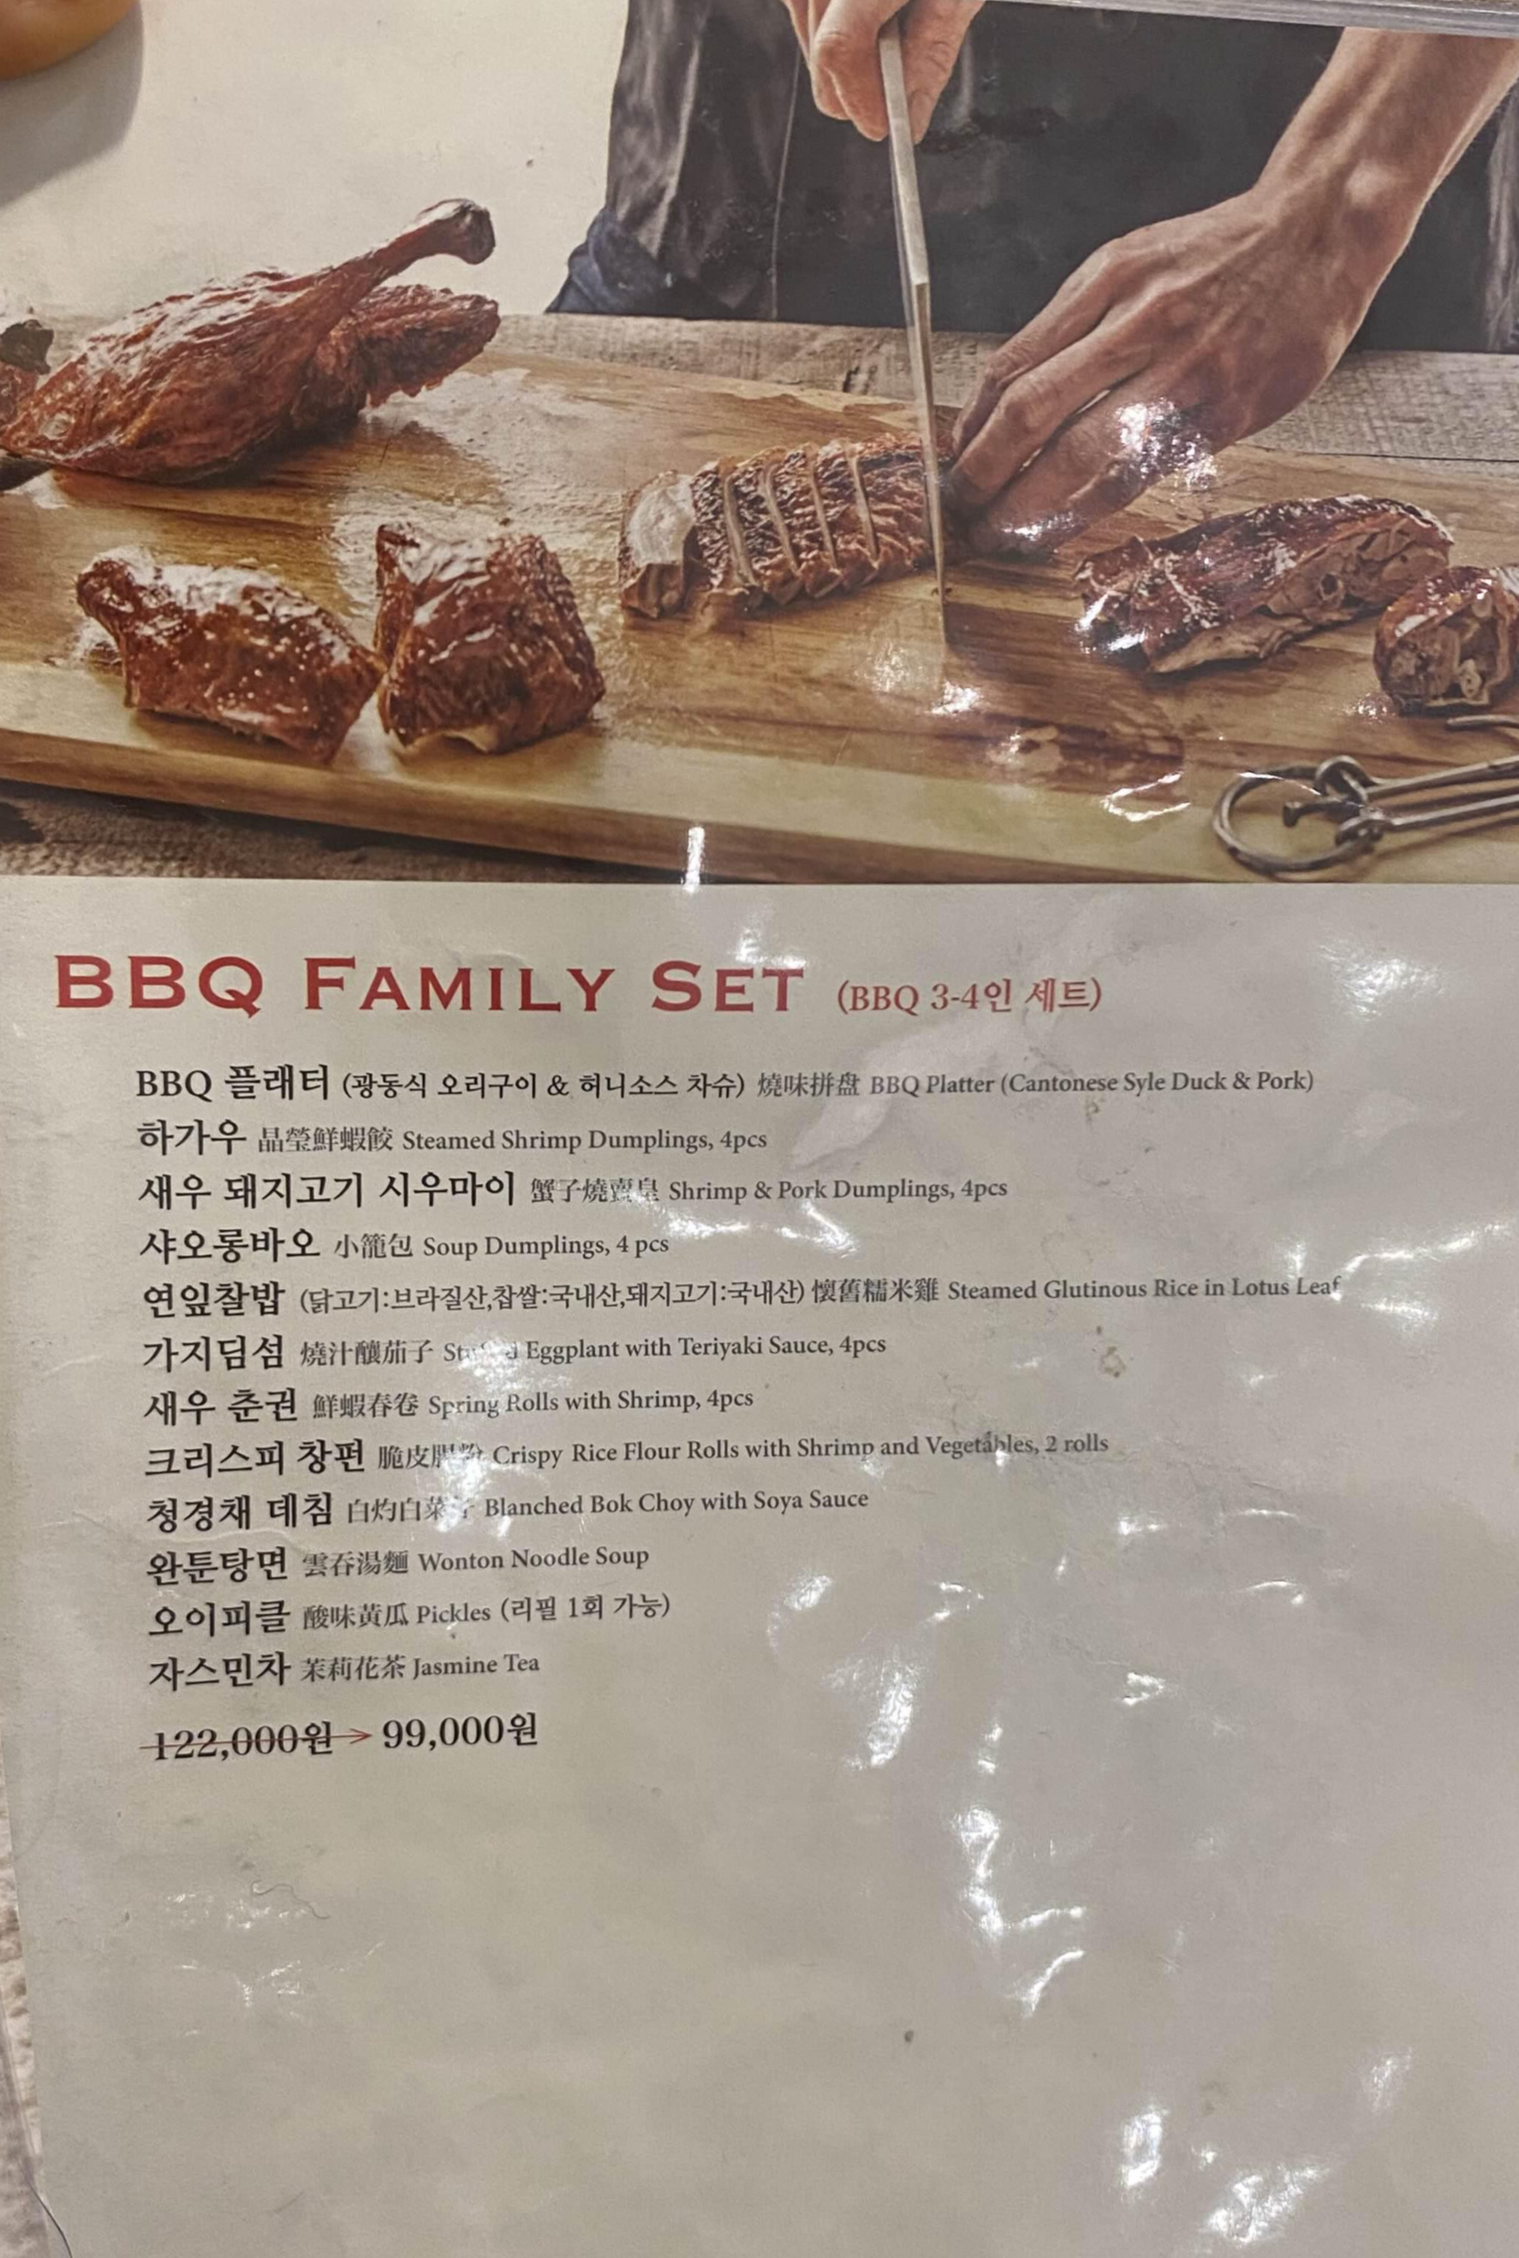 BBQ FAMILY SET (BBQ 3-4인 세트)
BBQ 플래터 (광동식 오리구이 & 허니소스 차슈) 燒味拼盘 BBQ Platter (Cantonese Syle Duck & Pork)
하가우 晶瑩鮮蝦餃 Steamed Shrimp Dumplings, 4pcs
새우 돼지고기 시우마이 蟹子燒賣皇 Shrimp & Pork Dumplings, 4pcs
샤오롱바오 小籠包 Soup Dumplings, 4 pcs
연잎찰밥 (닭고기:브라질산,찹쌀:국내산,돼지고기:국내산) 懷舊糯米雞 Steamed Glutinous Rice in Lotus Leaf
가지딤섬 燒汁釀茄子 Eggplant with Teriyaki Sauce, 4pcs
새우 춘권 鮮蝦春卷 Spring Rolls with Shrimp, 4pcs
크리스피 창펀 脆皮腸粉 Crispy Rice Flour Rolls with Shrimp and Vegetables, 2 rolls
청경채 데침 白灼白菜 Blanched Bok Choy with Soya Sauce
완툰탕면 雲吞湯麵 Wonton Noodle Soup
오이피클 酸味黃瓜 Pickles (리필 1회 가능)
자스민차 茉莉花茶 Jasmine Tea
122,000원 → 99,000원